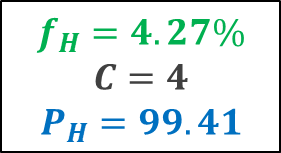 f_H = 4.27%
C = 4
P_H = 99.41